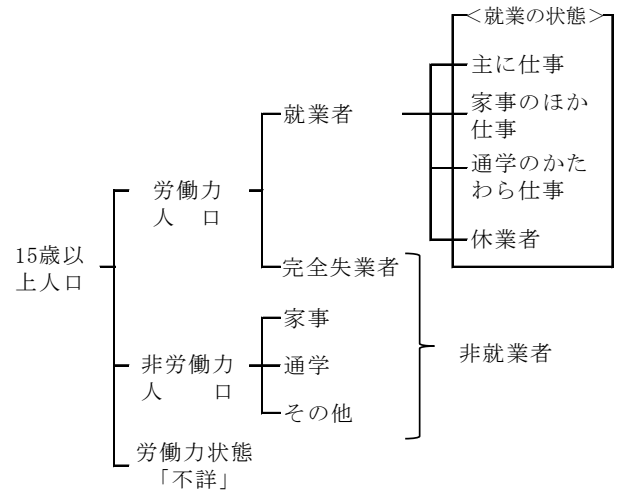 ＜就業の状態＞
主に仕事
家事のほか
仕事
通学のかた
わら仕事
休業者
就業者
労働力
人　口
15歳以
上人口
完全失業者
家事
非労働力
人　口
通学
その他
非就業者
労働力状態
「不詳」